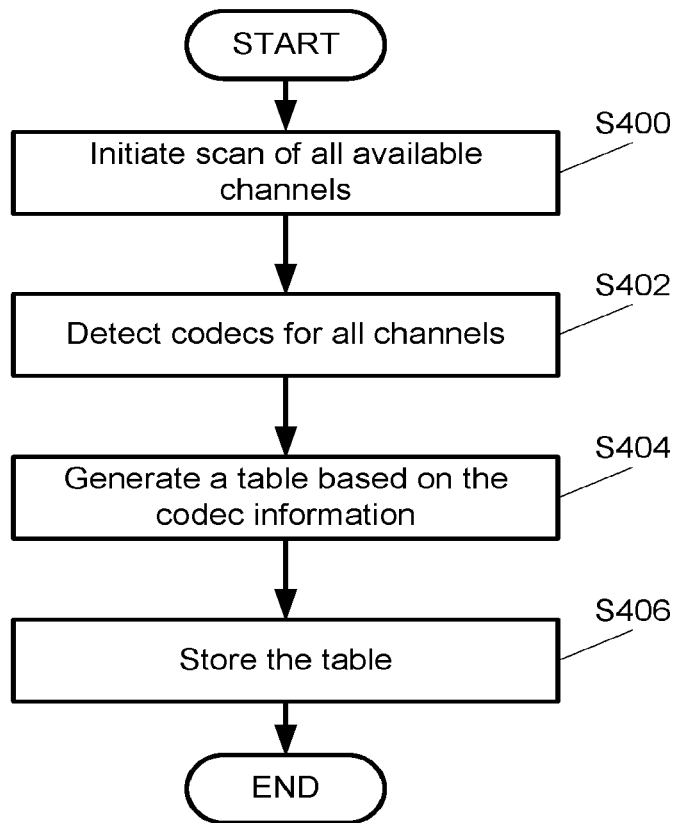 START
S400
Initiate scan of all available
channels
S402
Detect codecs for all channels
S404
Generate a table based on the
codec information
S406
Store the table
END